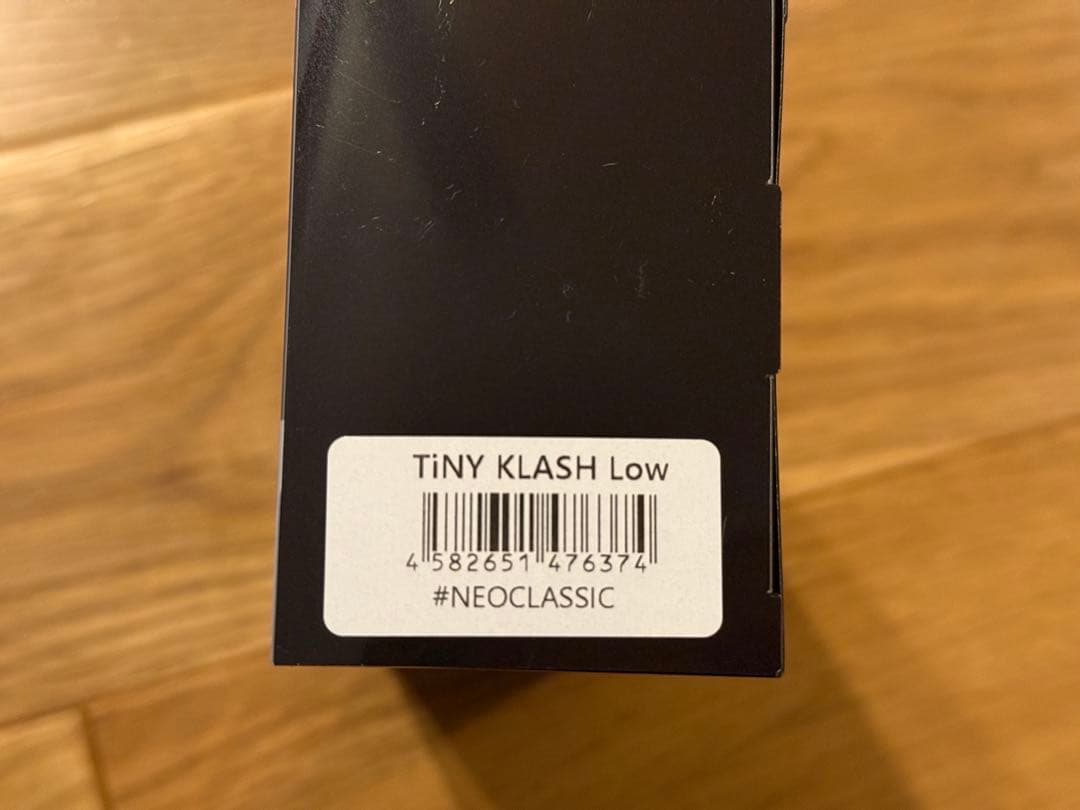 TiNY KLASH Low
4 582651 476374
#NEOCLASSIC